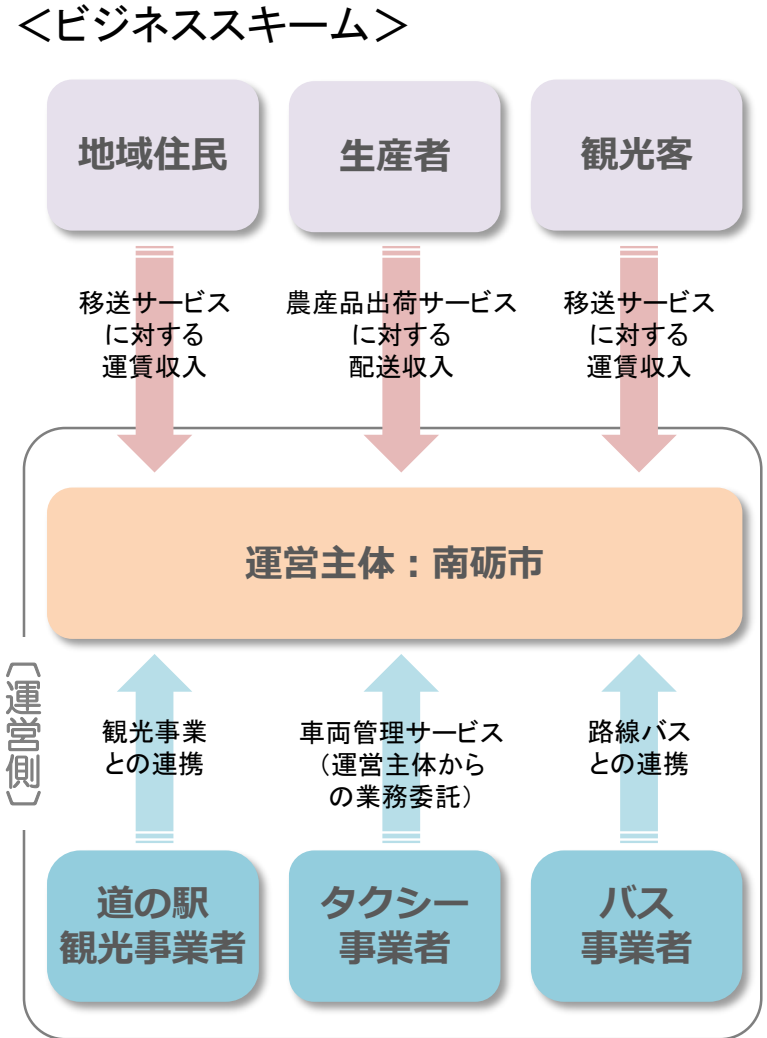 ＜ビジネススキーム＞
地域住民
生産者
観光客
移送サービス
に対する
運賃収入
農産品出荷サービス
に対する
配送収入
移送サービス
に対する
運賃収入
運営主体：南砺市
〔運営側〕
観光事業
との連携
車両管理サービス
（運営主体から
の業務委託）
路線バス
との連携
道の駅
観光事業者
タクシー
事業者
バス
事業者